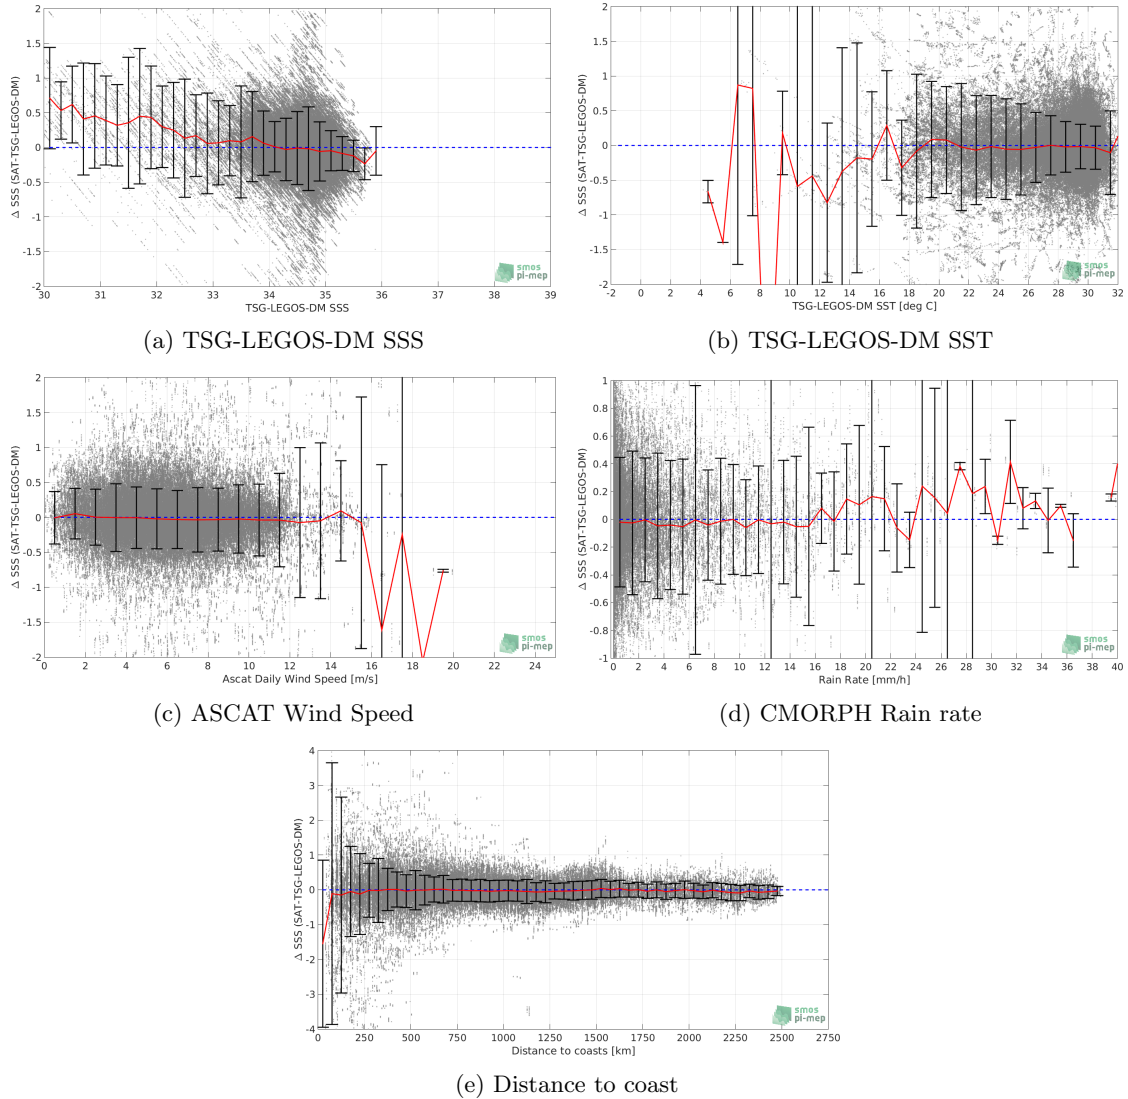 2
1.5
1
0.5
0
-0.5
-1
-1.5
-2
Δ SSS (SAT-TSG-LEGOS-DM)
30 31 32 33 34 35 36 37 38 39
TSG-LEGOS-DM SSS
smos
pi-mep
(a) TSG-LEGOS-DM SSS
2
1.5
1
0.5
0
-0.5
-1
-1.5
-2
Δ SSS (SAT-TSG-LEGOS-DM)
-2 0 2 4 6 8 10 12 14 16 18 20 22 24 26 28 30 32
TSG-LEGOS-DM SST [deg C]
smos
pi-mep
(b) TSG-LEGOS-DM SST
2
1.5
1
0.5
0
-0.5
-1
-1.5
-2
Δ SSS (SAT-TSG-LEGOS-DM)
0 2 4 6 8 10 12 14 16 18 20 22 24
Ascat Daily Wind Speed [m/s]
smos
pi-mep
(c) ASCAT Wind Speed
1
0.8
0.6
0.4
0.2
0
-0.2
-0.4
-0.6
-0.8
-1
Δ SSS (SAT-TSG-LEGOS-DM)
0 2 4 6 8 10 12 14 16 18 20 22 24 26 28 30 32 34 36 38 40
Rain Rate [mm/h]
smos
pi-mep
(d) CMORPH Rain rate
4
3
2
1
0
-1
-2
-3
-4
Δ SSS (SAT-TSG-LEGOS-DM)
0 250 500 750 1000 1250 1500 1750 2000 2250 2500 2750
Distance to coasts [km]
smos
pi-mep
(e) Distance to coast